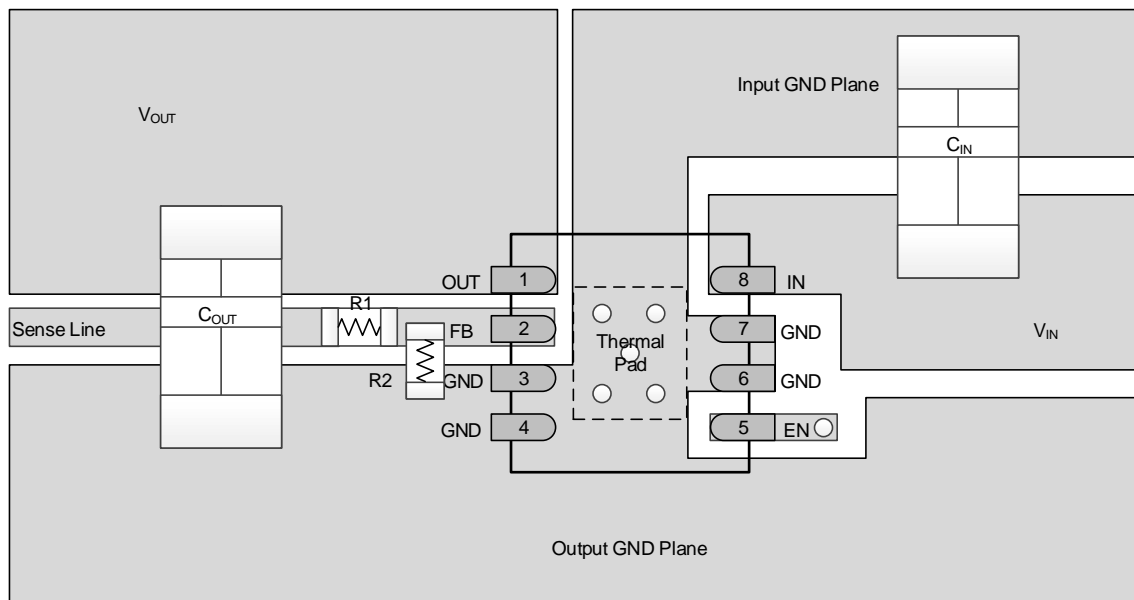 Input GND Plane
VOUT
CIN
OUT
1
8
IN
R1
Sense Line
COUT
FB
2
Thermal
Pad
7
GND
VIN
R2
GND
3
6
GND
GND
4
5
EN
Output GND Plane